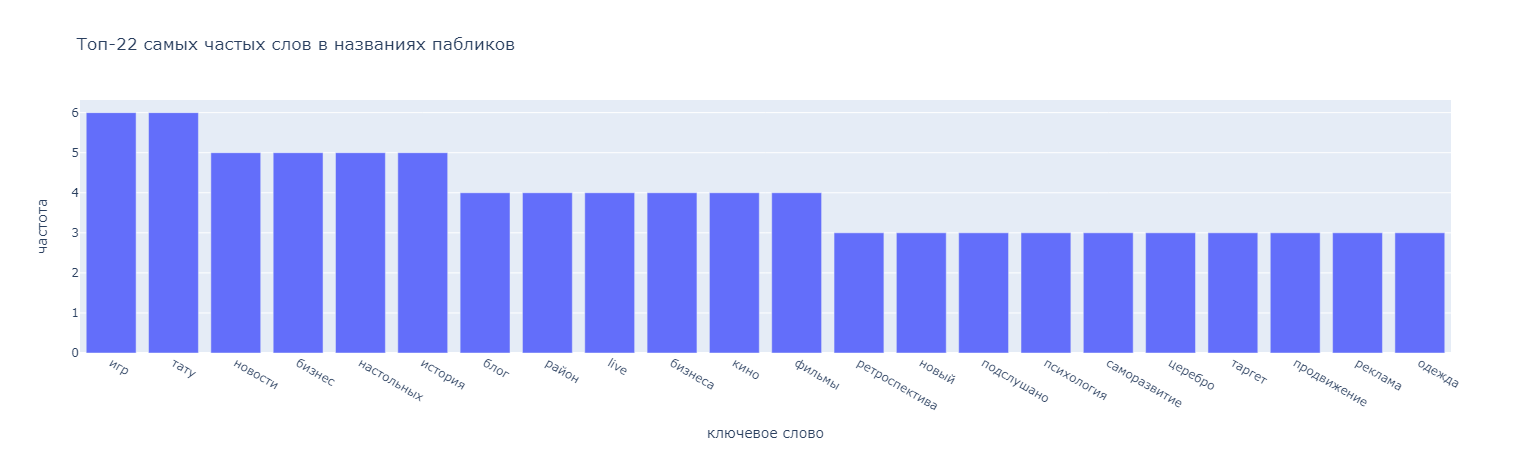 Топ-22 самых частых слов в названиях пабликов
6
5
4
3
2
1
0
частота
игр
тату
новости
бизнес
настольных
история
блог
район
live
бизнеса
кино
фильмы
ретроспектива
новый
подслушано
психология
саморазвитие
церебро
таргет
продвижение
реклама
одежда
ключевое слово